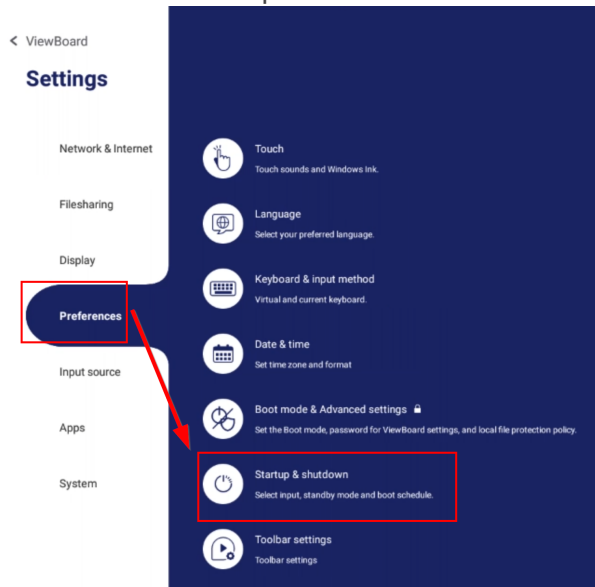 ViewBoard
Settings
Network & Internet
Filesharing
Display
Preferences
Input source
Apps
System
Touch
Touch sounds and Windows Ink.
Language
Select your preferred language.
Keyboard & input method
Virtual and current keyboard.
Date & time
Set time zone and format
Boot mode & Advanced settings
Set the Boot mode, password for ViewBoard settings, and local file protection policy.
Startup & shutdown
Select input, standby mode and boot schedule.
Toolbar settings
Toolbar settings